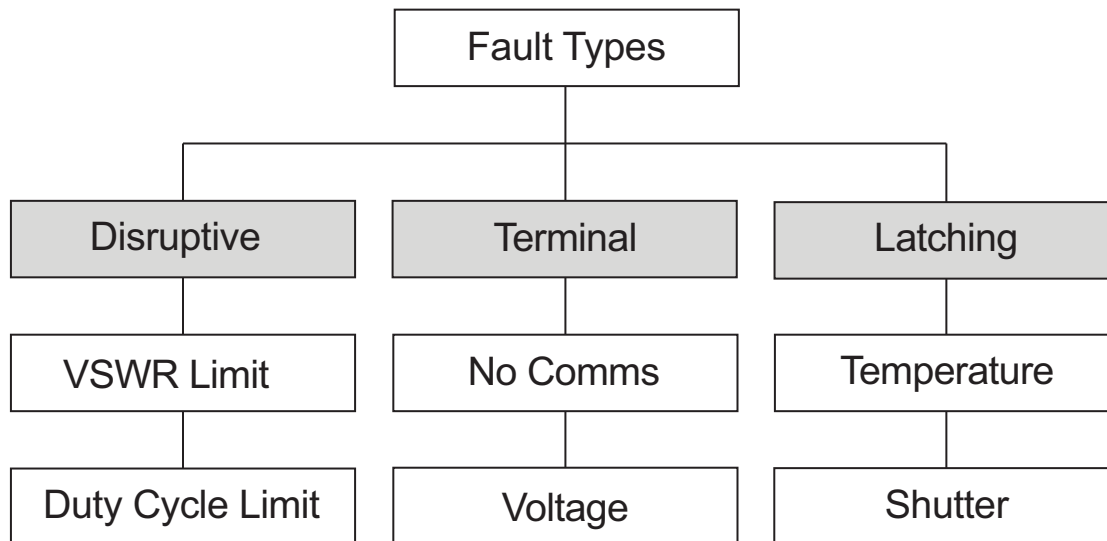 Fault Types
Disruptive
Terminal
Latching
VSWR Limit
No Comms
Temperature
Duty Cycle Limit
Voltage
Shutter